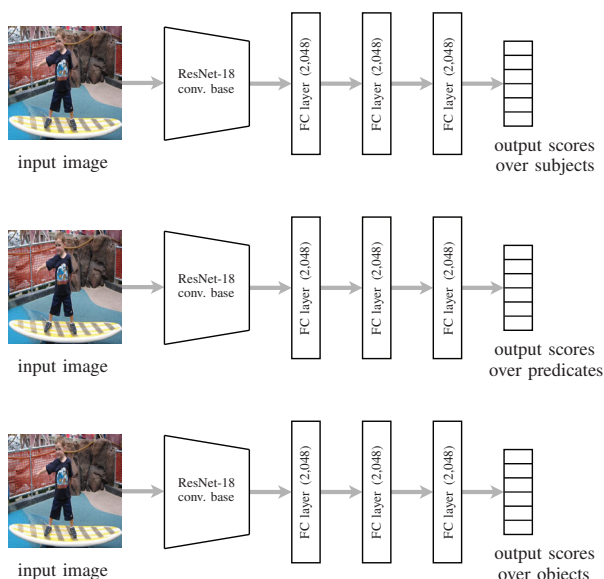 ResNet-18
conv. base
FC layer (2,048)
FC layer (2,048)
FC layer (2,048)
input image
output scores
over subjects
ResNet-18
conv. base
FC layer (2,048)
FC layer (2,048)
FC layer (2,048)
input image
output scores
over predicates
ResNet-18
conv. base
FC layer (2,048)
FC layer (2,048)
FC layer (2,048)
input image
output scores
over objects